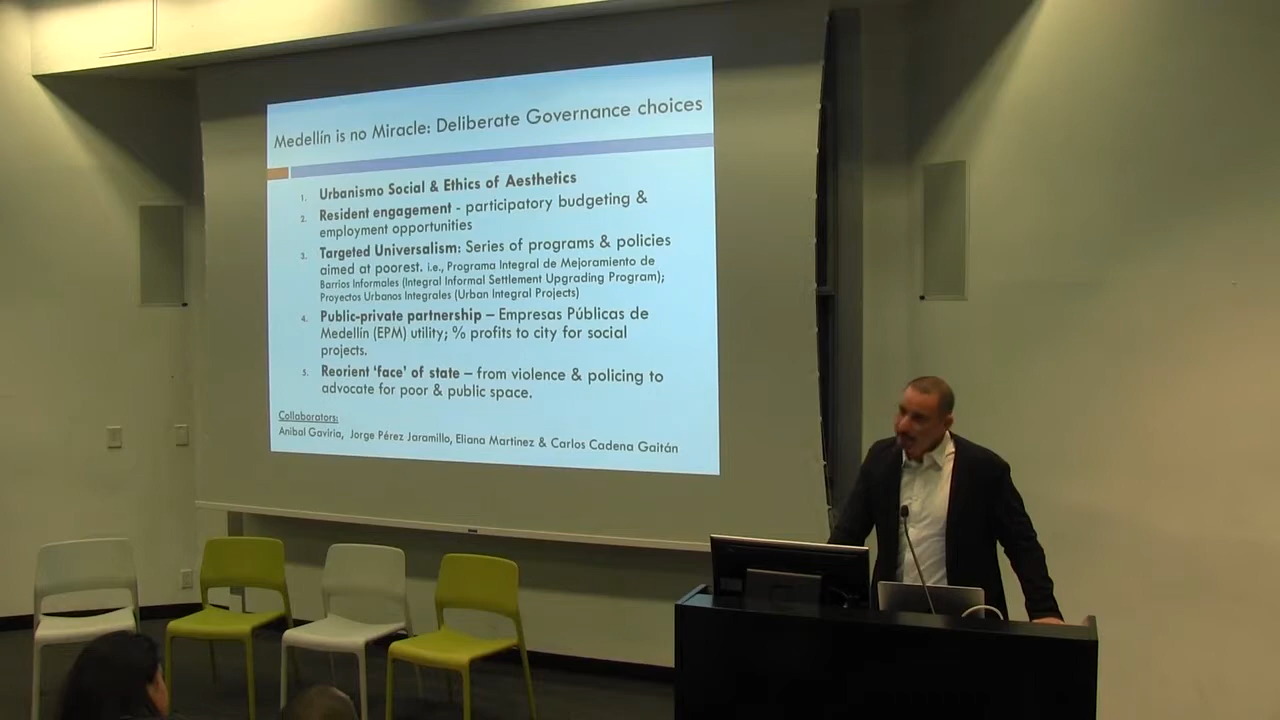 Medellín is no Miracle: Deliberate Governance choices
1. Urbanismo Social & Ethics of Aesthetics
2. Resident engagement - participatory budgeting &
employment opportunities
3. Targeted Universalism: Series of programs & policies
aimed at poorest. i.e., Programa Integral de Mejoramiento de
Barrios Informales (Integral Informal Settlement Upgrading Program);
Proyectos Urbanos Integrales (Urban Integral Projects)
4. Public-private partnership – Empresas Públicas de
Medellín (EPM) utility; % profits to city for social
projects.
5. Reorient ‘face’ of state – from violence & policing to
advocate for poor & public space.
Collaborators:
Anibal Gaviria, Jorge Pérez Jaramillo, Eliana Martinez & Carlos Cadena Gaitán